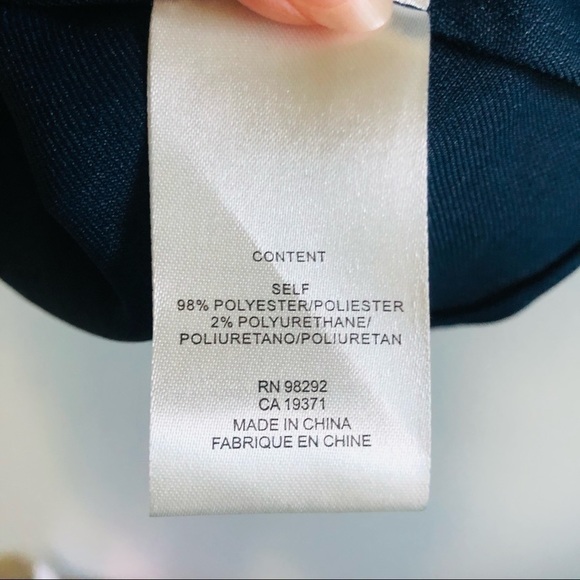 CONTENT
SELF
98% POLYESTER/POLIESTER
2% POLYURETHANE/
POLIURETANO/POLIURETAN
RN 98292
CA 19371
MADE IN CHINA
FABRIQUE EN CHINE